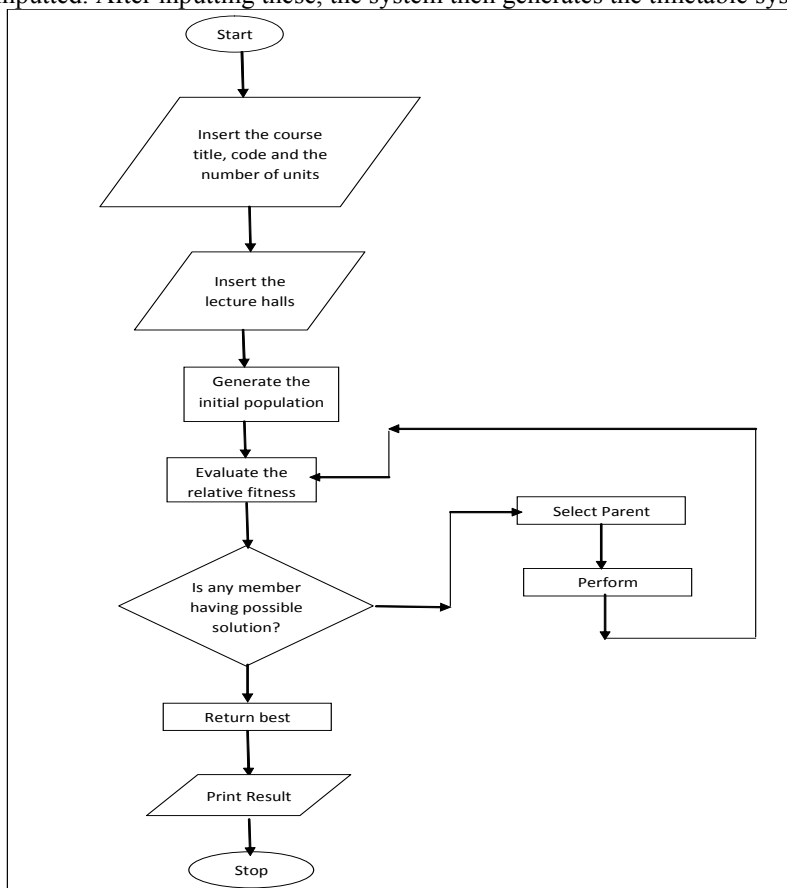 After inputting these, the system then generates the timetable
Start
Insert the course
title, code and the
number of units
Insert the
lecture halls
Generate the
initial population
Evaluate the
relative fitness
Select Parent
Perform
Is any member
having possible
solution?
Return best
Print Result
Stop